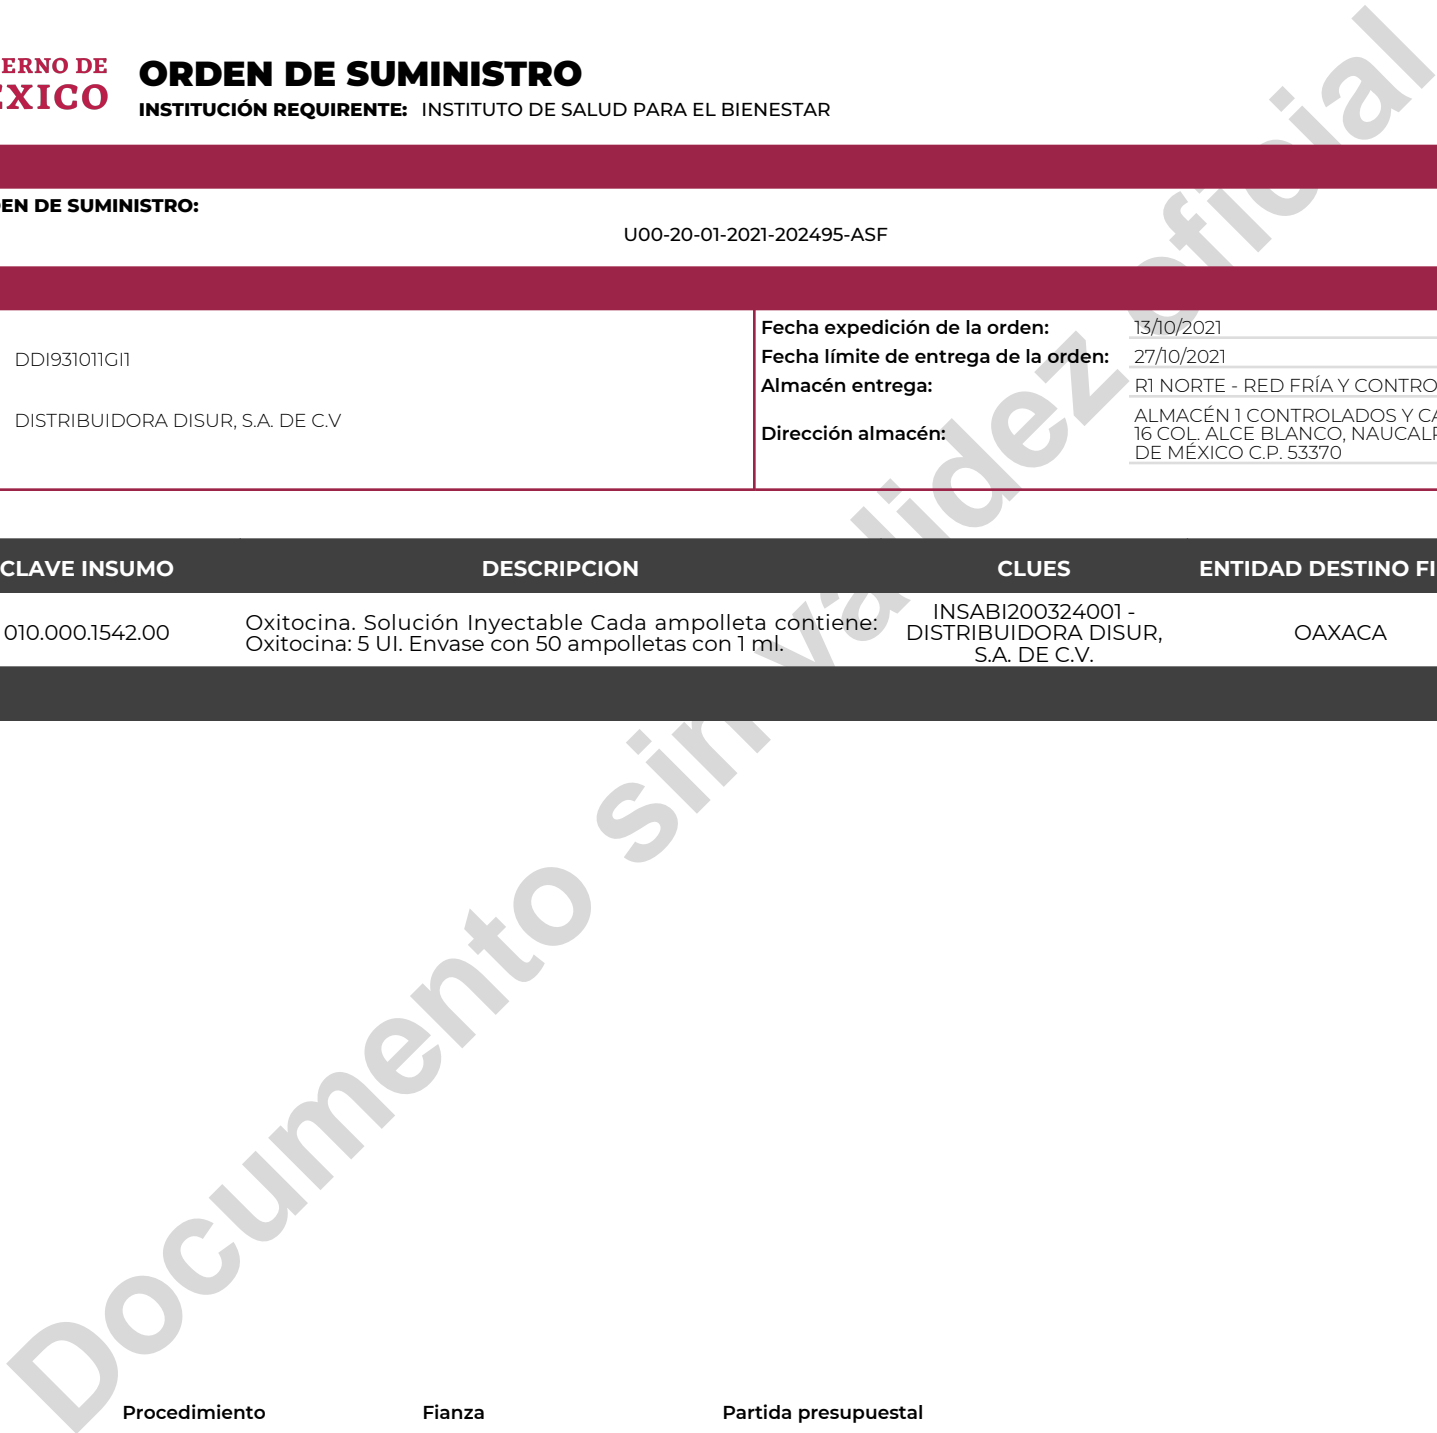 ERNO DE
EXICO
ORDEN DE SUMINISTRO
INSTITUCIÓN REQUIRENTE: INSTITUTO DE SALUD PARA EL BIENESTAR
EN DE SUMINISTRO:
U00-20-01-2021-202495-ASF
DDI931011GI1
DISTRIBUIDORA DISUR, S.A. DE C.V
Fecha expedición de la orden: 13/10/2021
Fecha límite de entrega de la orden: 27/10/2021
Almacén entrega: R1 NORTE - RED FRÍA Y CONTRO
Dirección almacén:
ALMACÉN 1 CONTROLADOS Y CA
16 COL. ALCE BLANCO, NAUCALP
DE MÉXICO C.P. 53370
CLAVE INSUMO DESCRIPCION CLUES ENTIDAD DESTINO FI
010.000.1542.00
Oxitocina. Solución Inyectable Cada ampolleta contiene:
Oxitocina: 5 UI. Envase con 50 ampolletas con 1 ml.
INSABI200324001 -
DISTRIBUIDORA DISUR,
S.A. DE C.V.
OAXACA
Documento sin validez oficial
Procedimiento Fianza Partida presupuestal